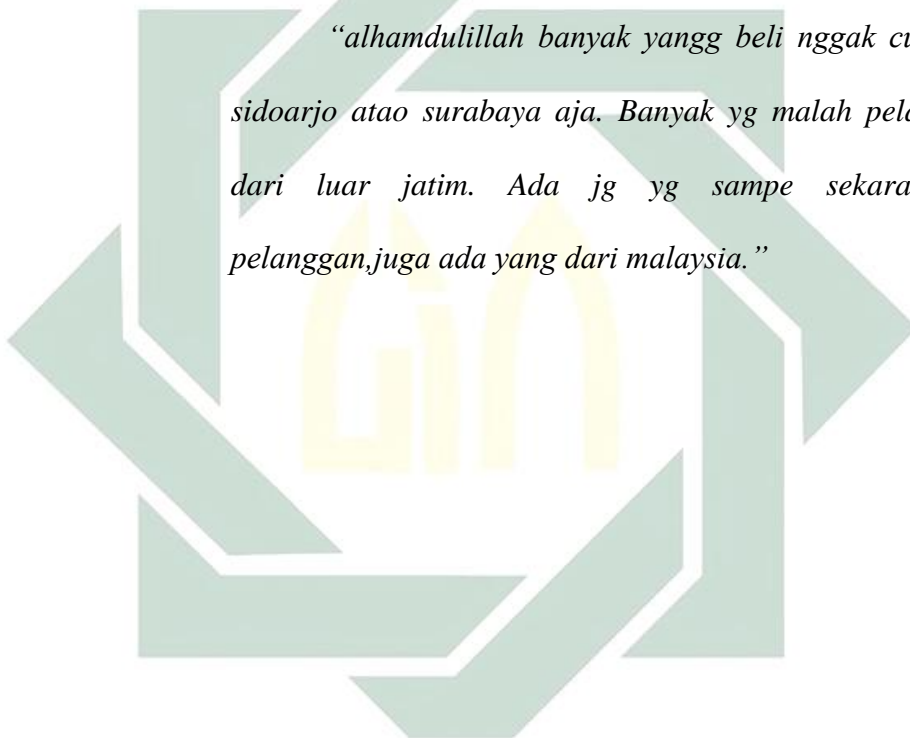 “alhamdulillah banyak yangg beli nggak
sidoarjo atao surabaya aja. Banyak yg malah
dari luar jatim. Ada jg yg sampe
pelanggan,juga ada yang dari malaysia.”